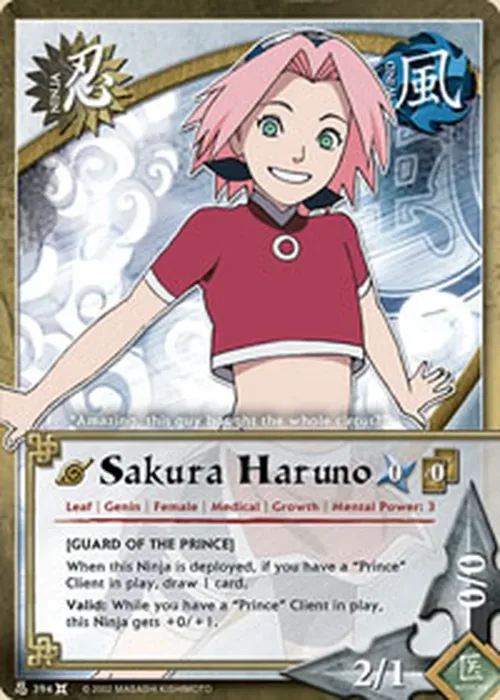 忍
NINJA
風
WIND
"Amazing, this guy bought the whole circus!"
Sakura Haruno 0 0
Leaf | Genin | Female | Medical | Growth | Mental Power: 3
[GUARD OF THE PRINCE]
When this Ninja is deployed, if you have a "Prince"
Client in play, draw 1 card.
Valid: While you have a "Prince" Client in play,
this Ninja gets +0/+1.
0/0
394 © 2002 MASASHI KISHIMOTO
2/1
医